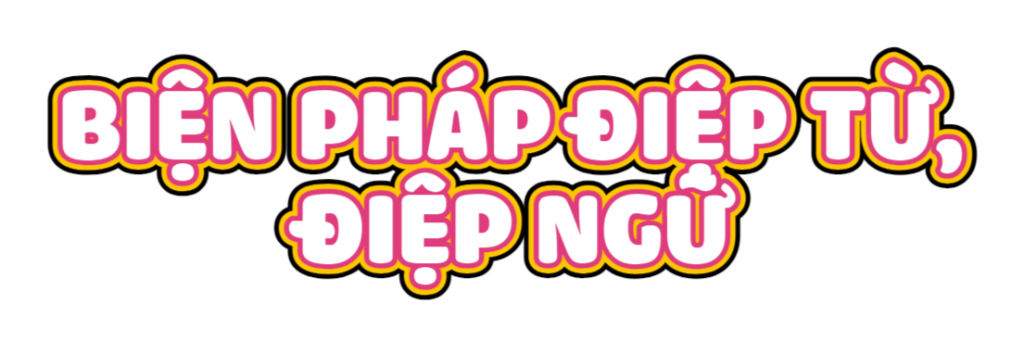 BIỆN PHÁP ĐIỆP TỪ,
ĐIỆP NGỮ